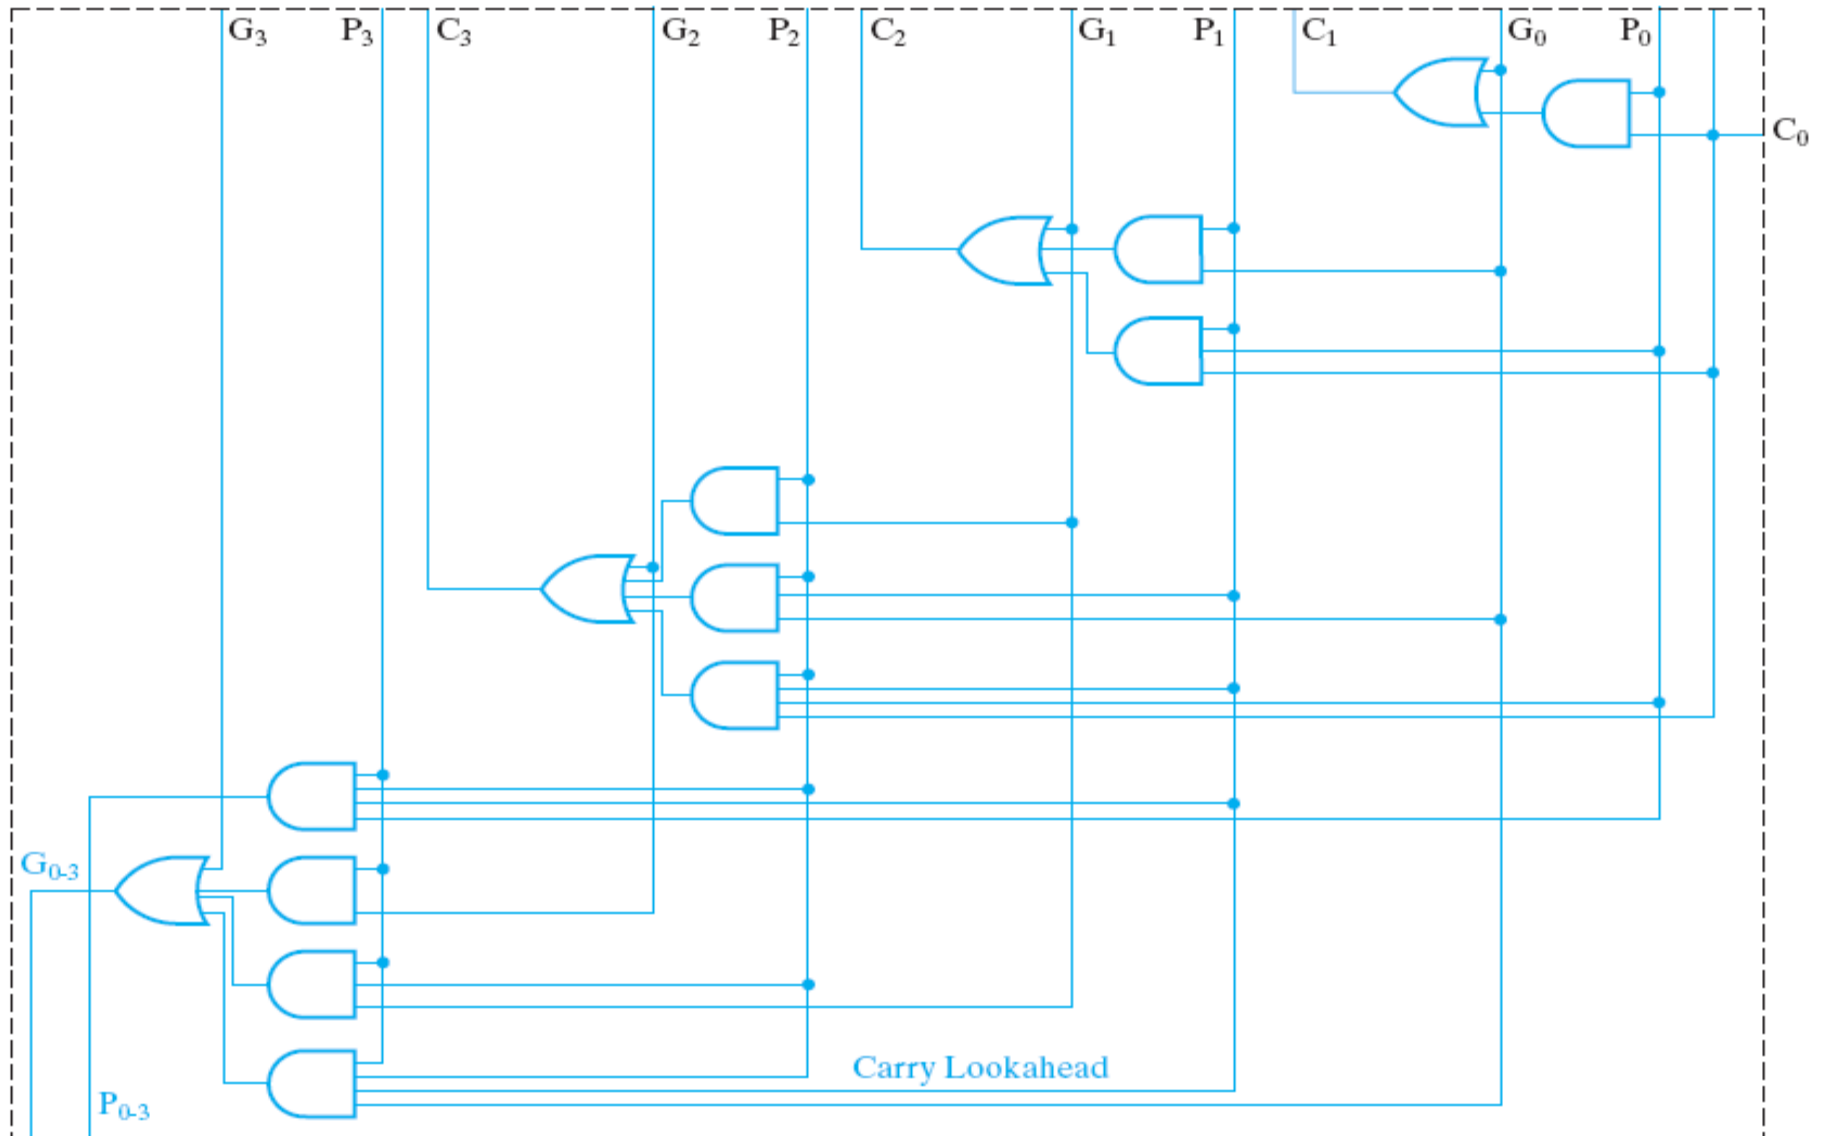 G₃ P₃ C₃ G₂ P₂ C₂ G₁ P₁ C₁ G₀ P₀
C₀
G₀₋₃
Carry Lookahead
P₀₋₃